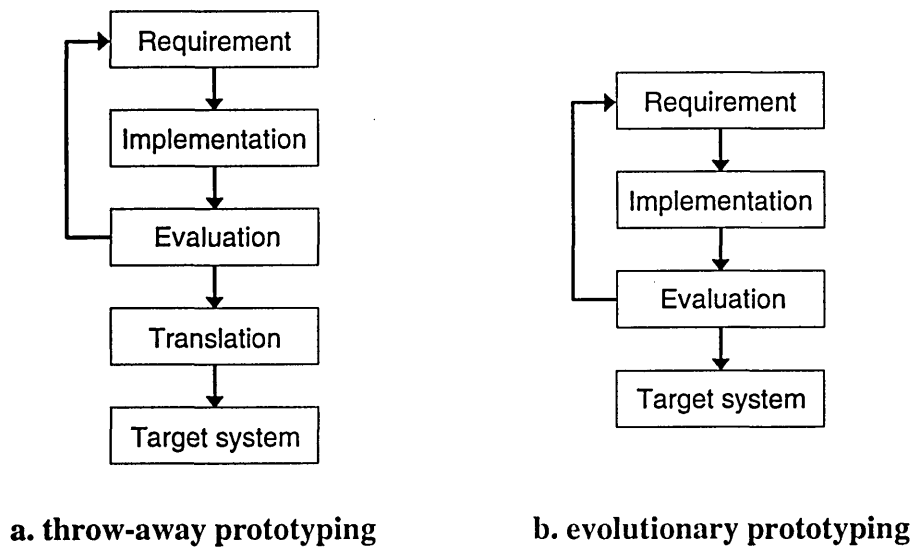 Requirement
Implementation
Evaluation
Translation
Target system
a. throw-away prototyping
Requirement
Implementation
Evaluation
Target system
b. evolutionary prototyping